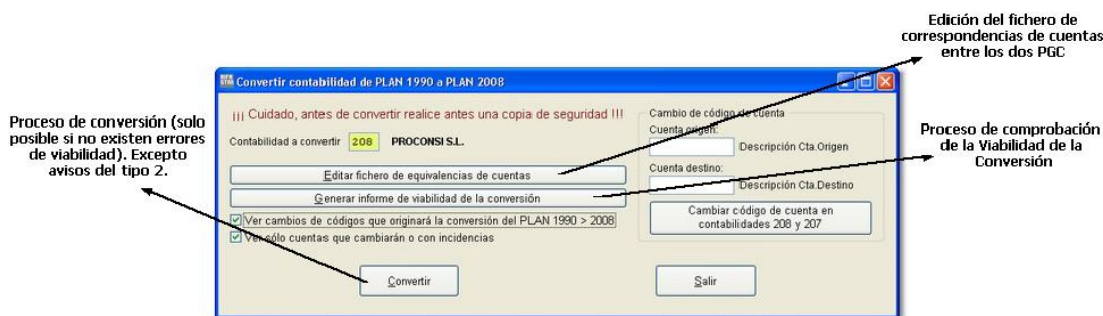 Edición del fichero de
correspondencias de cuentas
entre los dos PGC
Convertir contabilidad de PLAN 1990 a PLAN 2008
Proceso de conversión (solo
posible si no existen errores
de viabilidad). Excepto
avisos del tipo 2.
¡¡¡ Cuidado, antes de convertir realice antes una copia de seguridad !!!
Contabilidad a convertir 208 PROCONSI S.L.
Editar fichero de equivalencias de cuentas
Generar informe de viabilidad de la conversión
Ver cambios de códigos que originará la conversión del PLAN 1990 > 2008
Ver sólo cuentas que cambiarán o con incidencias
Convertir
Cambio de código de cuenta
Cuenta origen:
Descripción Cta.Origen
Cuenta destino:
Descripción Cta.Destino
Cambiar código de cuenta en
contabilidades 208 y 207
Salir
Proceso de comprobación
de la Viabilidad de la
Conversión